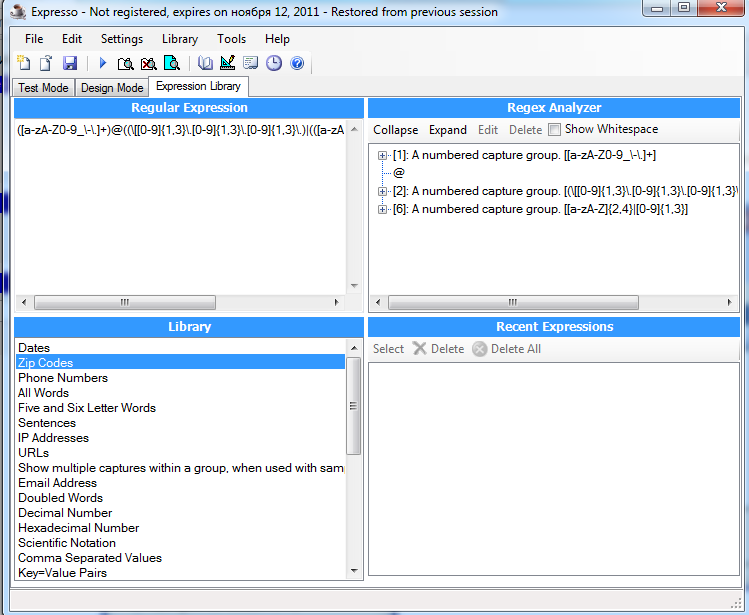 Expresso - Not registered, expires on ноября 12, 2011 - Restored from previous session
File Edit Settings Library Tools Help
Test Mode Design Mode Expression Library
Regular Expression
([a-zA-Z0-9_\-\.]+)@((\[[0-9]{1,3}\.[0-9]{1,3}\.[0-9]{1,3}\.)|(([a-zA
Regex Analyzer
Collapse Expand Edit Delete Show Whitespace
[1]: A numbered capture group. [[a-zA-Z0-9_\-\.]+]
@
[2]: A numbered capture group. [(\[[0-9]{1,3}\.[0-9]{1,3}\.[0-9]{1,3}\
[6]: A numbered capture group. [[a-zA-Z]{2,4}|[0-9]{1,3}]
Library
Dates
Zip Codes
Phone Numbers
All Words
Five and Six Letter Words
Sentences
IP Addresses
URLs
Show multiple captures within a group, when used with sam
Email Address
Doubled Words
Decimal Number
Hexadecimal Number
Scientific Notation
Comma Separated Values
Key=Value Pairs
Recent Expressions
Select Delete Delete All